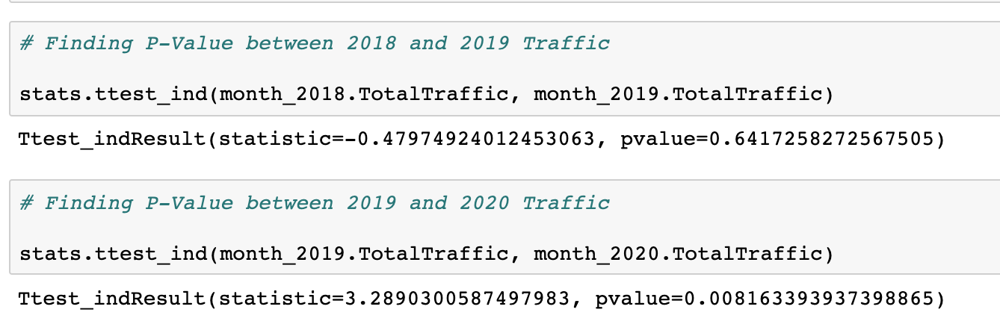 # Finding P-Value between 2018 and 2019 Traffic
stats.ttest_ind(month_2018.TotalTraffic, month_2019.TotalTraffic)
Ttest_indResult(statistic=-0.47974924012453063, pvalue=0.6417258272567505)
# Finding P-Value between 2019 and 2020 Traffic
stats.ttest_ind(month_2019.TotalTraffic, month_2020.TotalTraffic)
Ttest_indResult(statistic=3.2890300587497983, pvalue=0.008163393937398865)